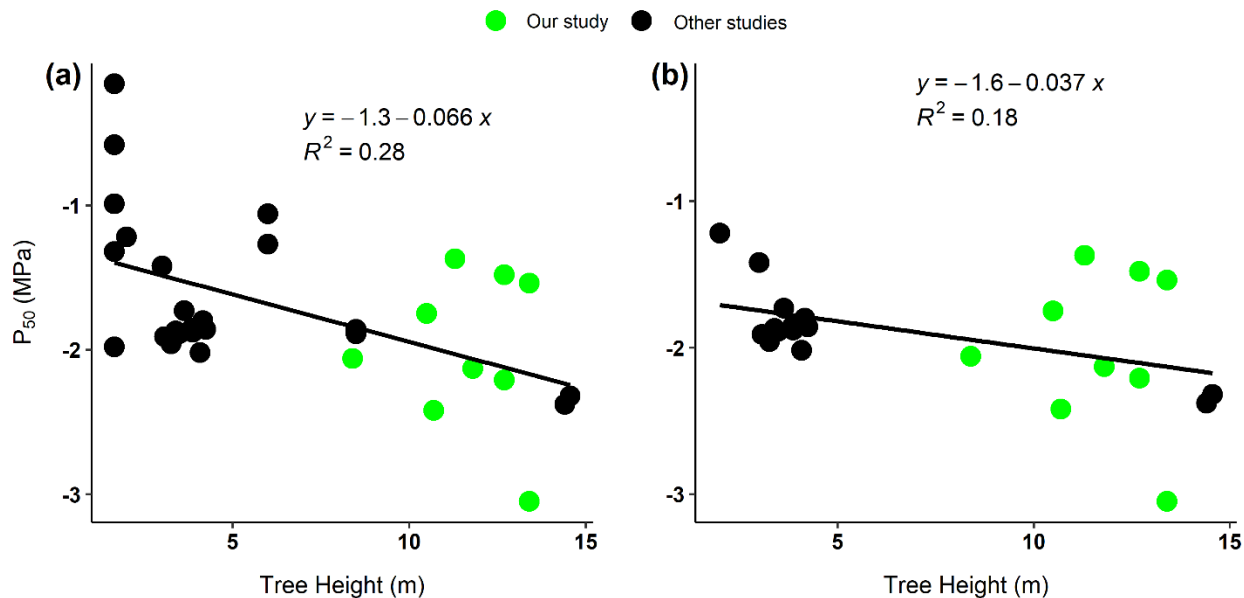 Our study Other studies
(a)
y = −1.3 − 0.066 x
R² = 0.28
-1
-2
-3
P₅₀ (MPa)
5 10 15
Tree Height (m)
(b)
y = −1.6 − 0.037 x
R² = 0.18
-1
-2
-3
5 10 15
Tree Height (m)